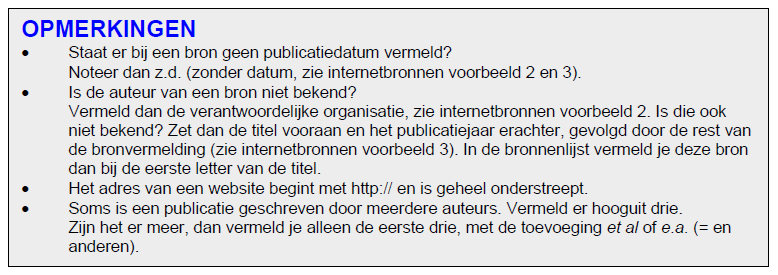 OPMERKINGEN
• Staat er bij een bron geen publicatiedatum vermeld?
Noteer dan z.d. (zonder datum, zie internetbronnen voorbeeld 2 en 3).
• Is de auteur van een bron niet bekend?
Vermeld dan de verantwoordelijke organisatie, zie internetbronnen voorbeeld 2. Is die ook
niet bekend? Zet dan de titel vooraan en het publicatiejaar erachter, gevolgd door de rest van
de bronvermelding (zie internetbronnen voorbeeld 3). In de bronnenlijst vermeld je deze bron
dan bij de eerste letter van de titel.
• Het adres van een website begint met http:// en is geheel onderstreept.
• Soms is een publicatie geschreven door meerdere auteurs. Vermeld er hooguit drie.
Zijn het er meer, dan vermeld je alleen de eerste drie, met de toevoeging et al of e.a. (= en
anderen).